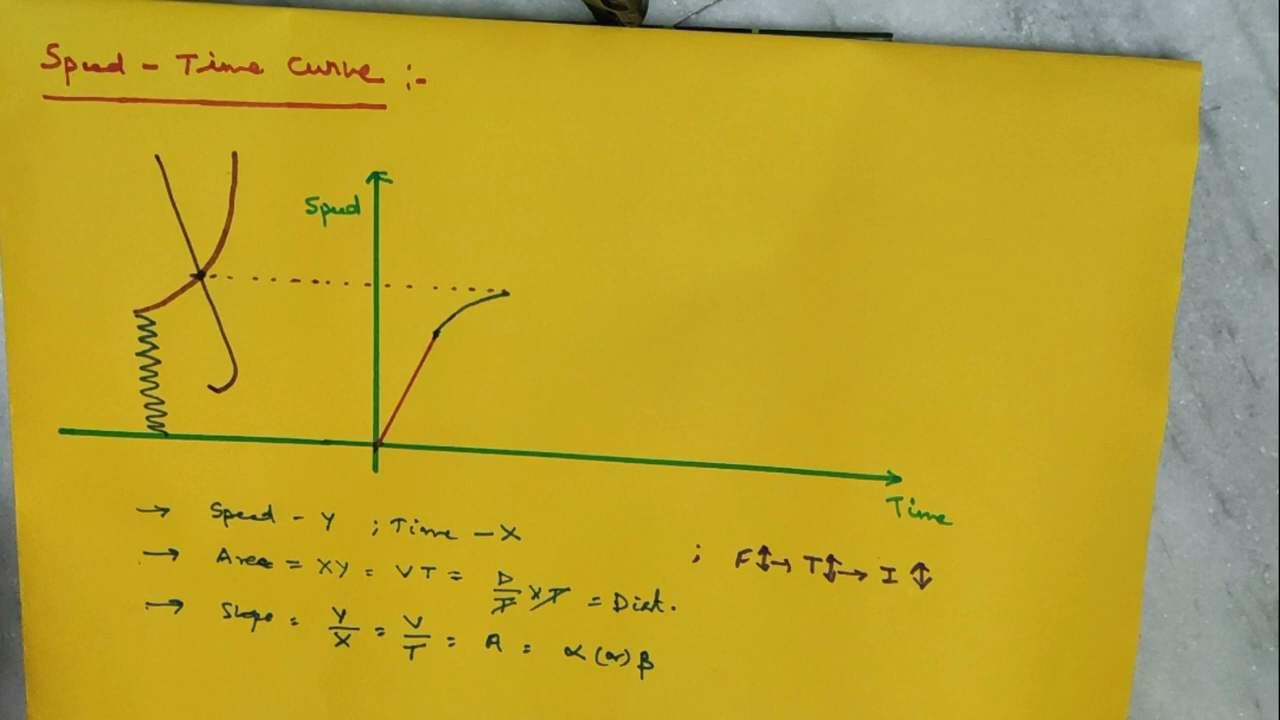 Speed - Time Curve :-
Speed
Time
→ Speed - Y ; Time - X
→ Area = XY = VT = D/T × T = Dist. ; F↕→ T↕→ I ↕
→ Slope = Y/X = V/T = A = α (or) β